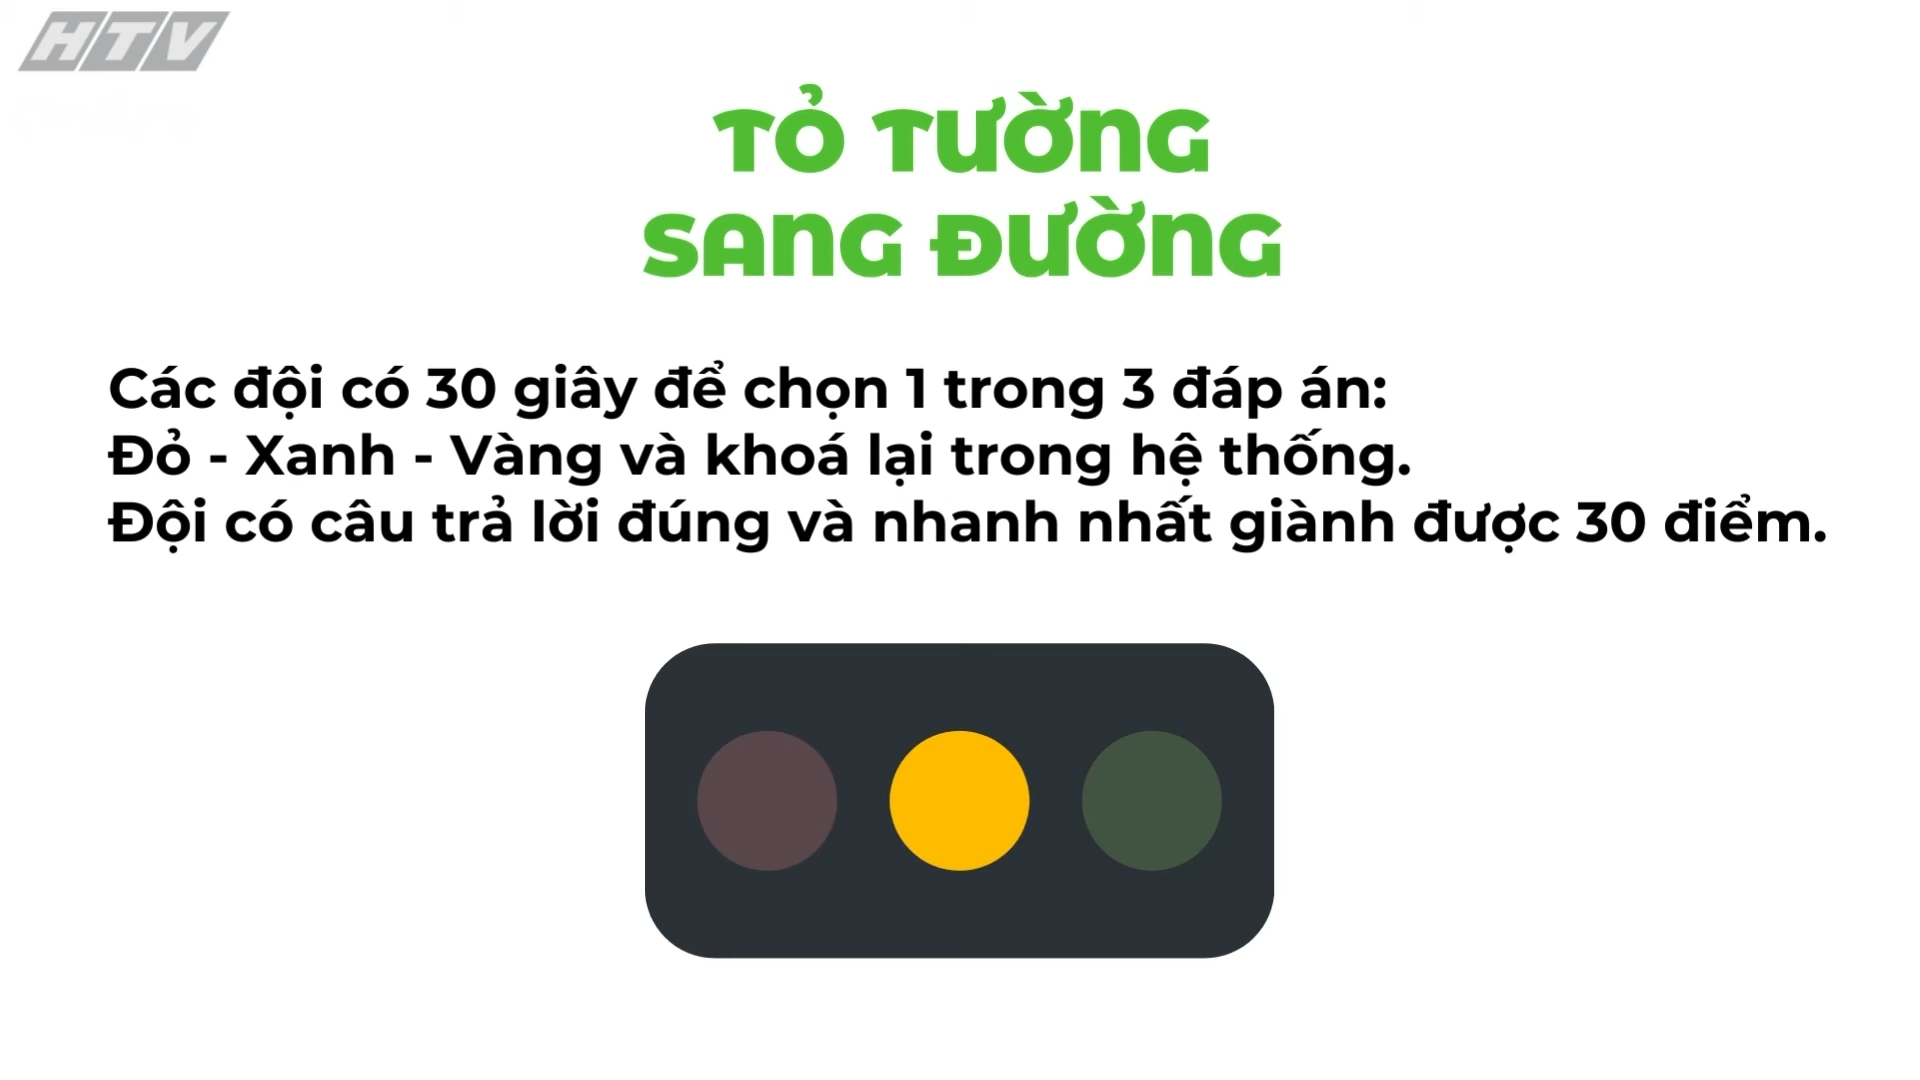 HTV
TỎ TƯỜNG
SANG ĐƯỜNG
Các đội có 30 giây để chọn 1 trong 3 đáp án:
Đỏ - Xanh - Vàng và khoá lại trong hệ thống.
Đội có câu trả lời đúng và nhanh nhất giành được 30 điểm.